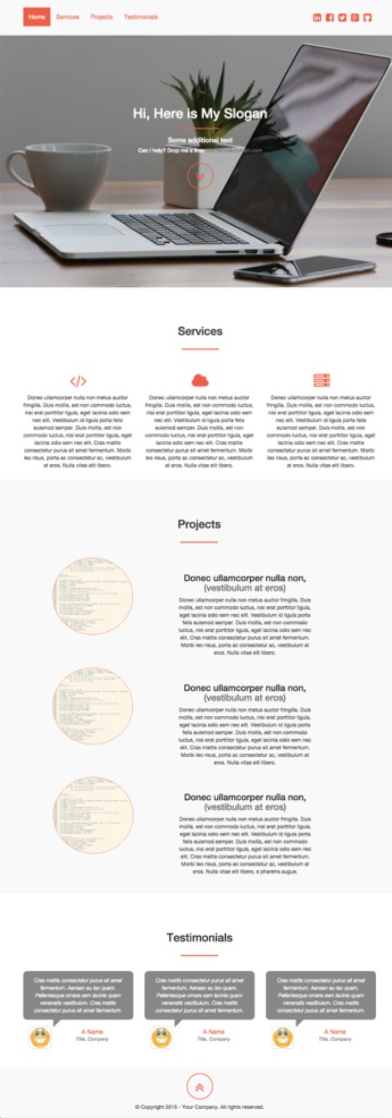 Home Services Projects Testimonials
Hi, Here is My Slogan
Some additional text
Can I help? Drop me a
Services
Donec ullamcorper nulla non metus auctor
fringilla. Duis mollis, est non commodo luctus,
nisi erat porttitor ligula, eget lacinia odio sem
nec elit. Vestibulum id ligula porta felis
euismod semper. Duis mollis, est non
commodo luctus, nisi erat porttitor ligula, eget
lacinia odio sem nec elit. Cras mattis
consectetur purus sit amet fermentum. Morbi
leo risus, porta ac consectetur ac, vestibulum
at eros. Nulla vitae elit libero.
Donec ullamcorper nulla non metus auctor
fringilla. Duis mollis, est non commodo luctus,
nisi erat porttitor ligula, eget lacinia odio sem
nec elit. Vestibulum id ligula porta felis
euismod semper. Duis mollis, est non
commodo luctus, nisi erat porttitor ligula, eget
lacinia odio sem nec elit. Cras mattis
consectetur purus sit amet fermentum. Morbi
leo risus, porta ac consectetur ac, vestibulum
at eros. Nulla vitae elit libero.
Donec ullamcorper nulla non metus auctor
fringilla. Duis mollis, est non commodo luctus,
nisi erat porttitor ligula, eget lacinia odio sem
nec elit. Vestibulum id ligula porta felis
euismod semper. Duis mollis, est non
commodo luctus, nisi erat porttitor ligula, eget
lacinia odio sem nec elit. Cras mattis
consectetur purus sit amet fermentum. Morbi
leo risus, porta ac consectetur ac, vestibulum
at eros. Nulla vitae elit libero.
Projects
Donec ullamcorper nulla non,
(vestibulum at eros)
Donec ullamcorper nulla non metus auctor fringilla. Duis
mollis, est non commodo luctus, nisi erat porttitor ligula,
eget lacinia odio sem nec elit. Vestibulum id ligula porta felis
euismod semper. Duis mollis, est non commodo
luctus, nisi erat porttitor ligula, eget lacinia odio sem nec
elit. Cras mattis consectetur purus sit amet fermentum.
Morbi leo risus, porta ac consectetur ac, vestibulum at
eros. Nulla vitae elit libero.
Donec ullamcorper nulla non,
(vestibulum at eros)
Donec ullamcorper nulla non metus auctor fringilla. Duis
mollis, est non commodo luctus, nisi erat porttitor ligula,
eget lacinia odio sem nec elit. Vestibulum id ligula porta felis
euismod semper. Duis mollis, est non commodo
luctus, nisi erat porttitor ligula, eget lacinia odio sem nec
elit. Cras mattis consectetur purus sit amet fermentum.
Morbi leo risus, porta ac consectetur ac, vestibulum at
eros. Nulla vitae elit libero.
Donec ullamcorper nulla non,
(vestibulum at eros)
Donec ullamcorper nulla non metus auctor fringilla. Duis
mollis, est non commodo luctus, nisi erat porttitor ligula,
eget lacinia odio sem nec elit. Vestibulum id ligula porta felis
euismod semper. Duis mollis, est non commodo
luctus, nisi erat porttitor ligula, eget lacinia odio sem nec
elit. Cras mattis consectetur purus sit amet fermentum.
Morbi leo risus, porta ac consectetur ac, vestibulum at
eros. Nulla vitae elit libero, a pharetra augue.
Testimonials
Cras mattis consectetur purus sit amet
fermentum. Aenean eu leo quam.
Pellentesque ornare sem lacinia quam
venenatis vestibulum. Cras mattis
consectetur purus sit amet fermentum.
A Name
Title, Company
Cras mattis consectetur purus sit amet
fermentum. Aenean eu leo quam.
Pellentesque ornare sem lacinia quam
venenatis vestibulum. Cras mattis
consectetur purus sit amet fermentum.
A Name
Title, Company
Cras mattis consectetur purus sit amet
fermentum. Aenean eu leo quam.
Pellentesque ornare sem lacinia quam
venenatis vestibulum. Cras mattis
consectetur purus sit amet fermentum.
A Name
Title, Company
© Copyright 2015 - Your Company. All rights reserved.